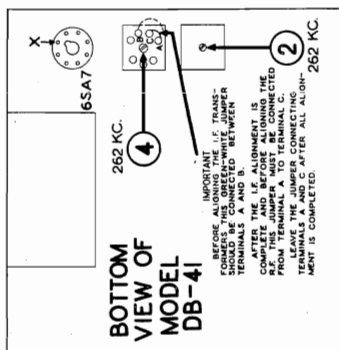 X
6SA7
262 KC.
4
B
C
A
2
262 KC.
BOTTOM
VIEW OF
MODEL
DB-41
IMPORTANT
BEFORE ALIGNING THE I.F. TRANS-
FORMERS THIS GREEN-WHITE JUMPER
SHOULD BE CONNECTED BETWEEN
TERMINALS A AND B.
AFTER THE I.F. ALIGNMENT IS
COMPLETE AND BEFORE ALIGNING THE
R.F. THIS JUMPER MUST BE CONNECTED
FROM TERMINAL A TO TERMINAL C.
LEAVE THE JUMPER CONNECTING
TERMINALS A AND C AFTER ALL ALIGN-
MENT IS COMPLETED.